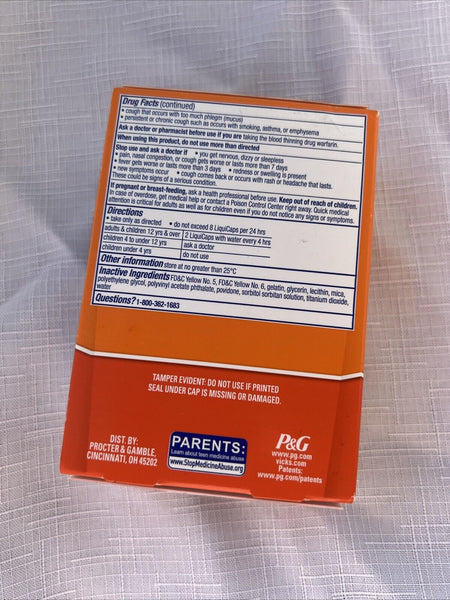 Drug Facts (continued)
• cough that occurs with too much phlegm (mucus)
• persistent or chronic cough such as occurs with smoking, asthma, or emphysema
Ask a doctor or pharmacist before use if you are taking the blood thinning drug warfarin.
When using this product, do not use more than directed
Stop use and ask a doctor if • you get nervous, dizzy or sleepless
• pain, nasal congestion, or cough gets worse or lasts more than 7 days
• fever gets worse or lasts more than 3 days • redness or swelling is present
• new symptoms occur • cough comes back or occurs with rash or headache that lasts.
These could be signs of a serious condition.
If pregnant or breast-feeding, ask a health professional before use. Keep out of reach of children.
In case of overdose, get medical help or contact a Poison Control Center right away. Quick medical
attention is critical for adults as well as for children even if you do not notice any signs or symptoms.
Directions
• take only as directed • do not exceed 8 LiquiCaps per 24 hrs
adults & children 12 yrs & over 2 LiquiCaps with water every 4 hrs
children 4 to under 12 yrs ask a doctor
children under 4 yrs do not use
Other information store at no greater than 25°C
Inactive Ingredients FD&C Yellow No. 5, FD&C Yellow No. 6, gelatin, glycerin, lecithin, mica,
polyethylene glycol, polyvinyl acetate phthalate, povidone, sorbitol sorbitan solution, titanium dioxide,
water
Questions? 1-800-362-1683
TAMPER EVIDENT: DO NOT USE IF PRINTED
SEAL UNDER CAP IS MISSING OR DAMAGED.
DIST. BY:
PROCTER & GAMBLE,
CINCINNATI, OH 45202
PARENTS:
Learn about teen medicine abuse
www.StopMedicineAbuse.org
P&G
www.pg.com
vicks.com
Patents:
www.pg.com/patents